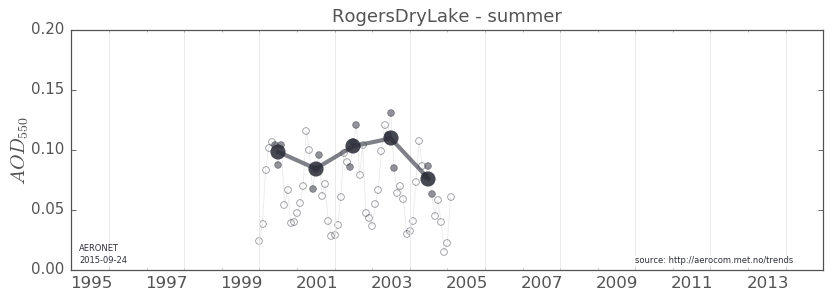 RogersDryLake - summer
0.20
0.15
0.10
0.05
0.00
AOD550
AERONET
2015-09-24
source: http://aerocom.met.no/trends
1995 1997 1999 2001 2003 2005 2007 2009 2011 2013